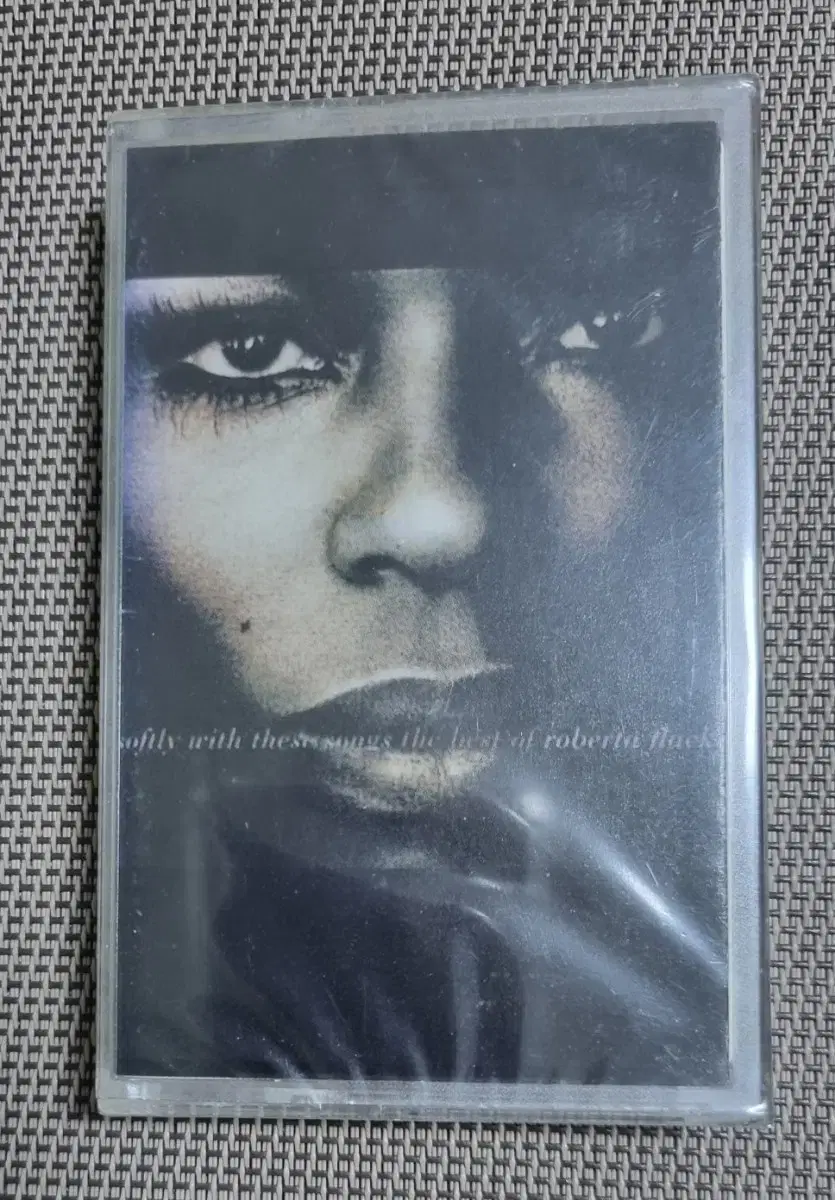 softly with these songs the best of roberta flack